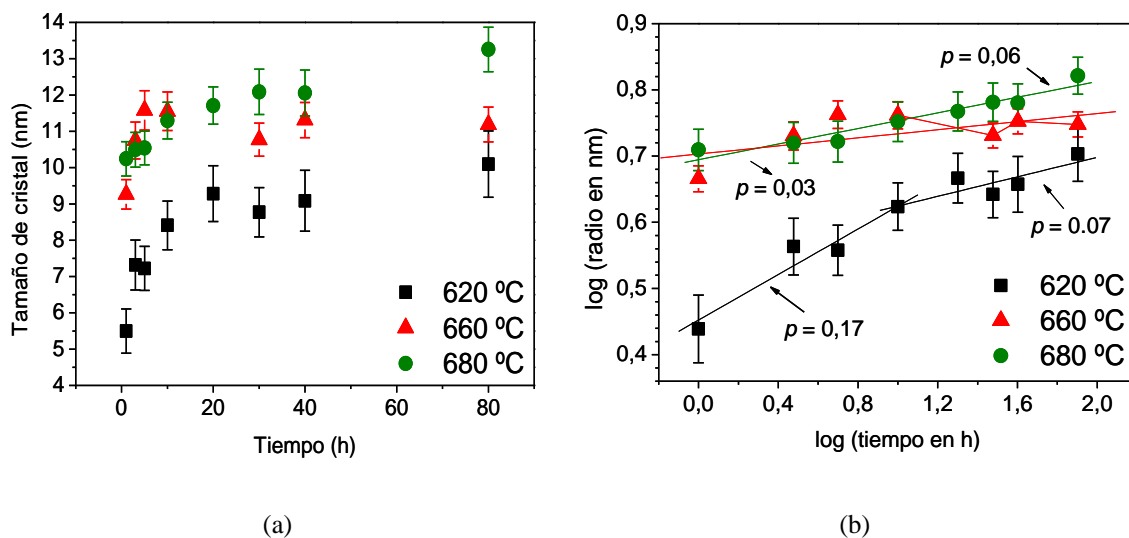 14
13
12
11
10
9
8
7
6
5
4
0
20
40
60
80
Tamaño de cristal (nm)
Tiempo (h)
620 ºC
660 ºC
680 ºC
(a)
0,9
0,8
0,7
0,6
0,5
0,4
0,0
0,4
0,8
1,2
1,6
2,0
log (radio en nm)
log (tiempo en h)
p = 0,06
p = 0,03
p = 0.07
p = 0,17
620 ºC
660 ºC
680 ºC
(b)